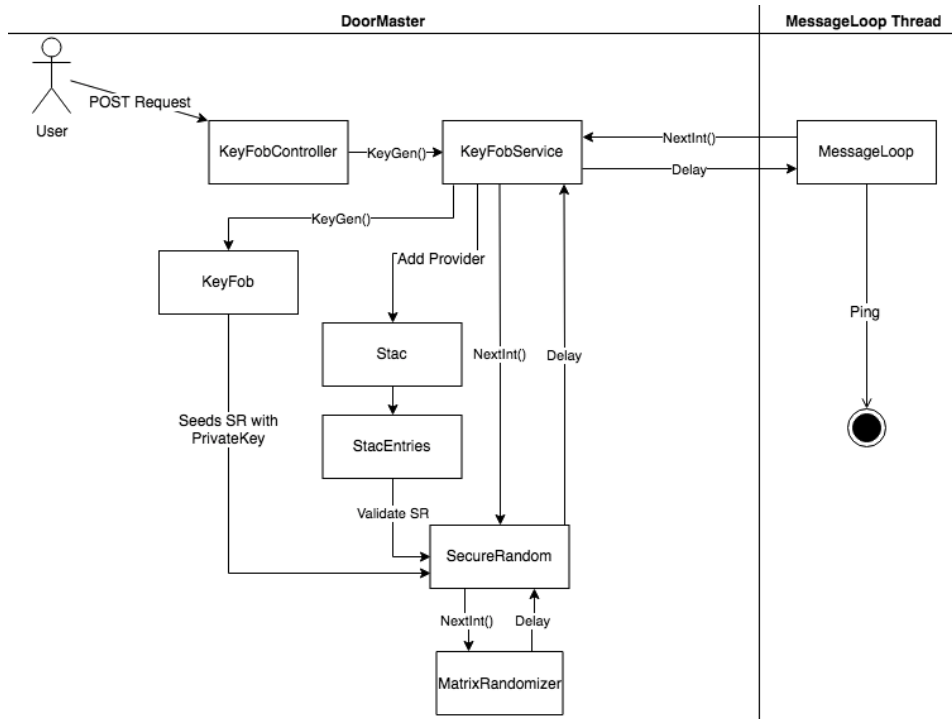 DoorMaster
MessageLoop Thread
User
POST Request
KeyFobController
KeyGen()
KeyFobService
NextInt()
Delay
MessageLoop
KeyGen()
KeyFob
Add Provider
Stac
NextInt()
Delay
Ping
Seeds SR with
PrivateKey
StacEntries
Validate SR
SecureRandom
NextInt()
Delay
MatrixRandomizer